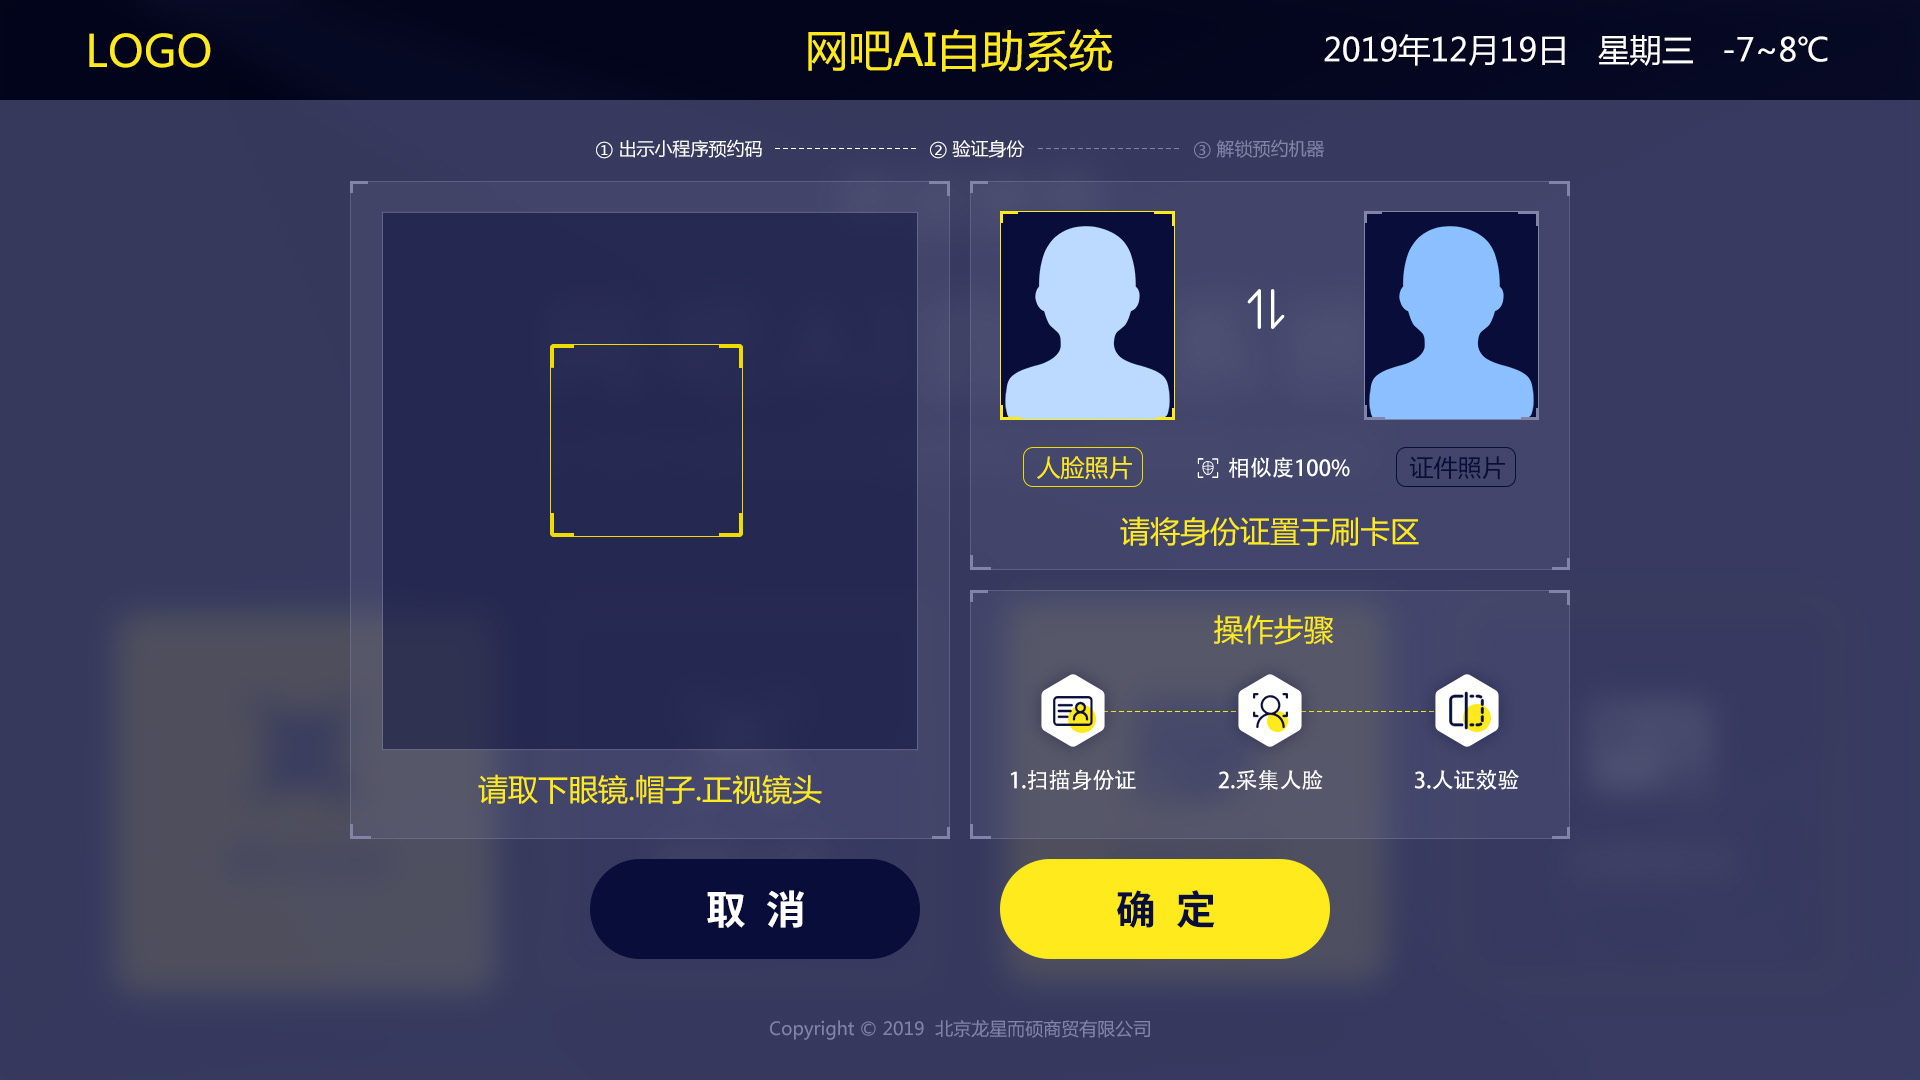 LOGO
网吧AI自助系统
2019年12月19日 星期三 -7~8℃
① 出示小程序预约码 ② 验证身份 ③ 解锁预约机器
人脸照片
相似度100%
证件照片
请将身份证置于刷卡区
请取下眼镜.帽子.正视镜头
操作步骤
1.扫描身份证
2.采集人脸
3.人证效验
取 消
确 定
Copyright © 2019 北京龙星而硕商贸有限公司